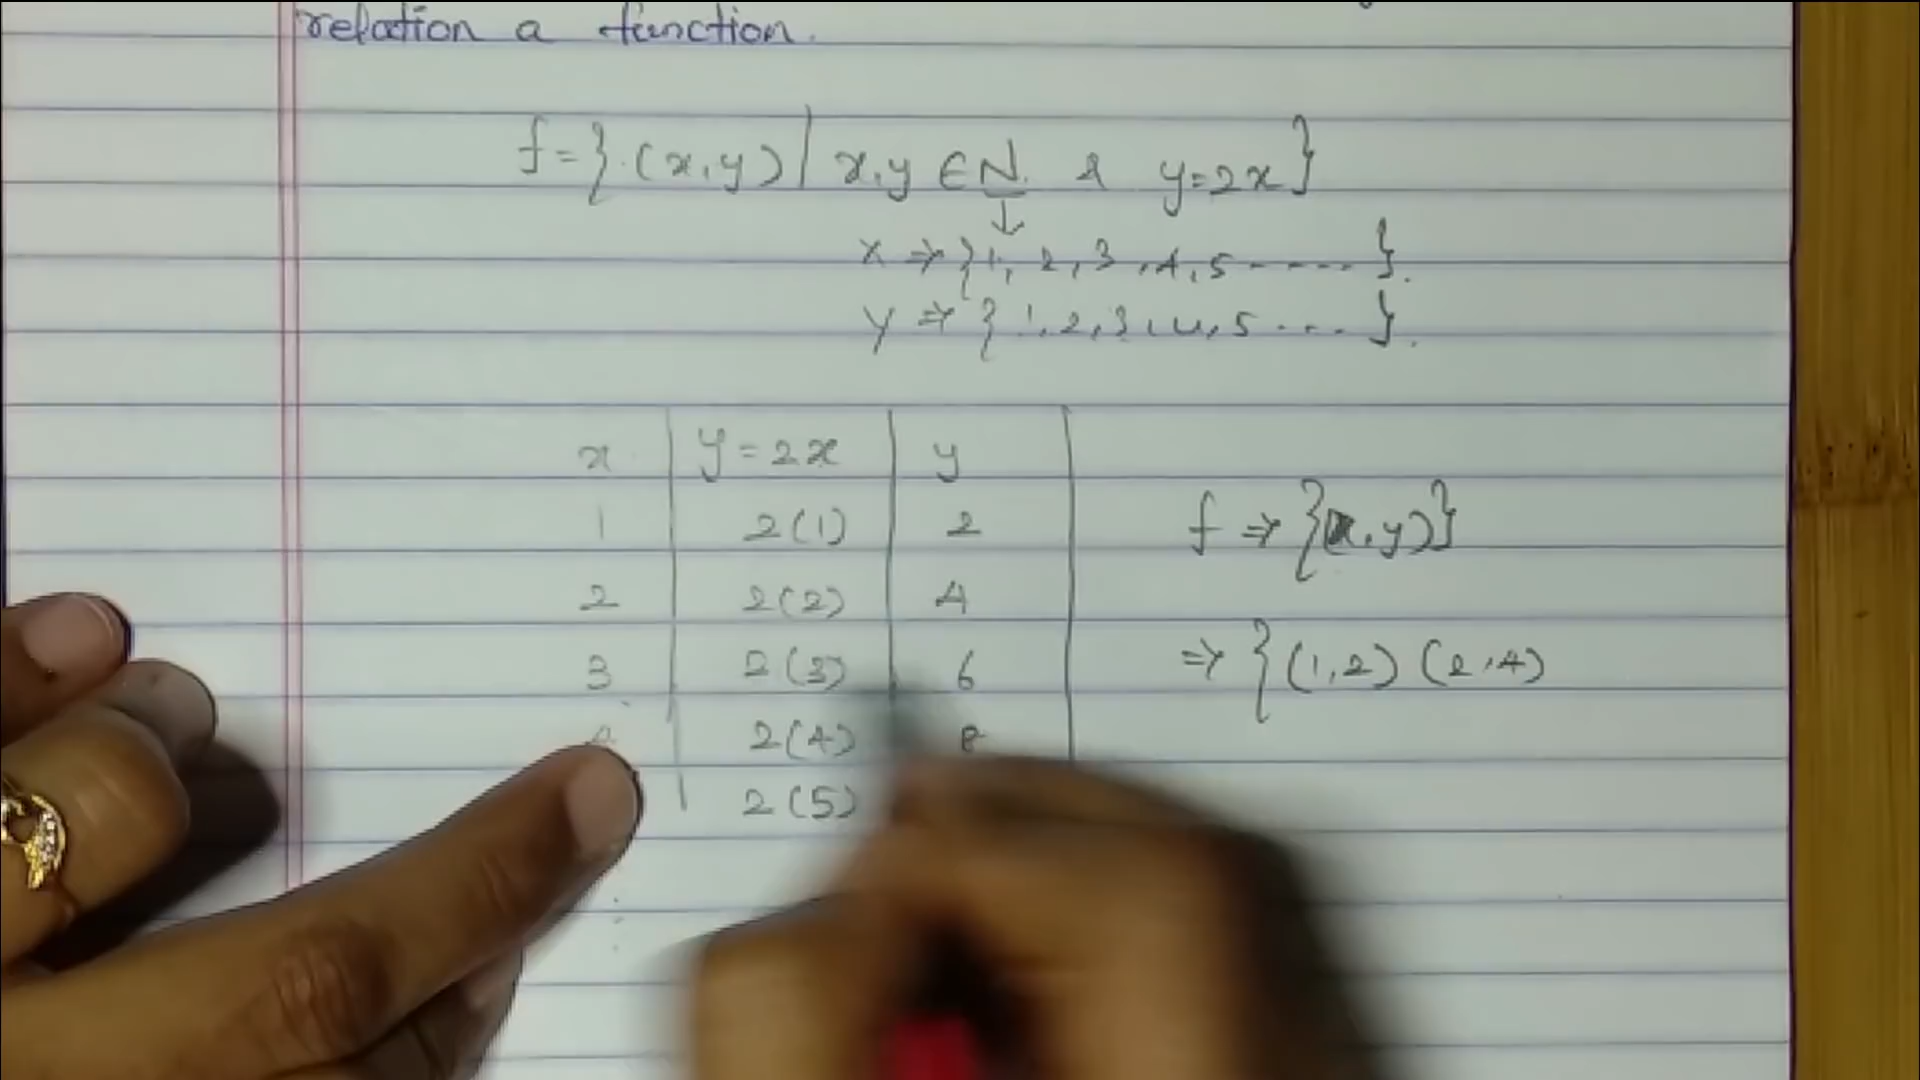 relation a function.
f = {(x,y) | x,y ∈ N & y=2x}
↓
x ⇒ {1, 2, 3, 4, 5 ..... }.
y ⇒ { 1, 2, 3, 4, 5 .... }.
x y = 2x y
1 2(1) 2
2 2(2) 4
3 2(3) 6
4 2(4) 8
2(5)
f ⇒ {(x,y)}
⇒ {(1,2) (2,4)